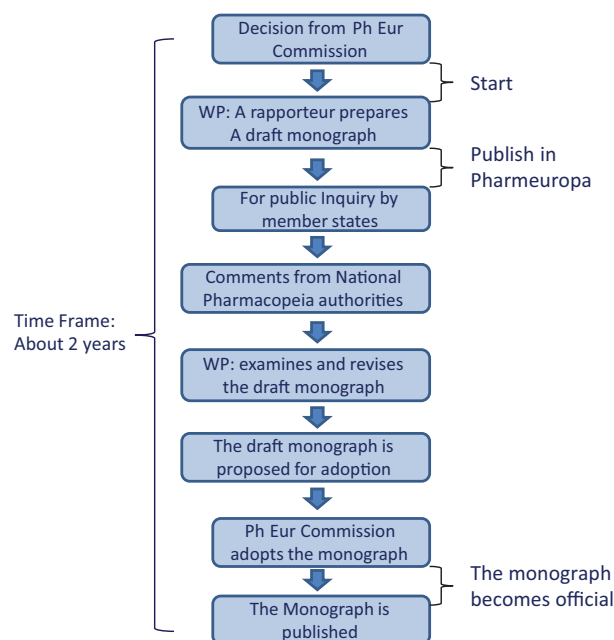 Decision from Ph Eur
Commission
Start
WP: A rapporteur prepares
A draft monograph
Publish in
Pharmeuropa
For public Inquiry by
member states
Comments from National
Pharmacopeia authorities
Time Frame:
About 2 years
WP: examines and revises
the draft monograph
The draft monograph is
proposed for adoption
Ph Eur Commission
adopts the monograph
The monograph
becomes official
The Monograph is
published